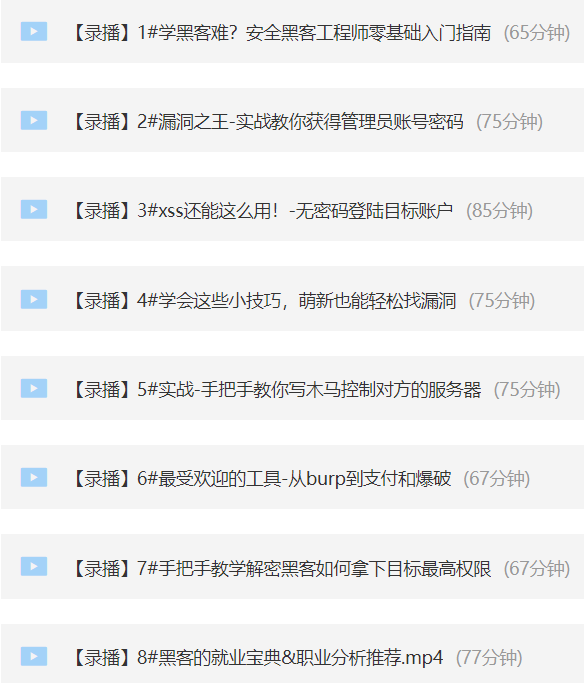 【录播】1#学黑客难？安全黑客工程师零基础入门指南 (65分钟)
【录播】2#漏洞之王-实战教你获得管理员账号密码 (75分钟)
【录播】3#xss还能这么用！-无密码登陆目标账户 (85分钟)
【录播】4#学会这些小技巧，萌新也能轻松找漏洞 (75分钟)
【录播】5#实战-手把手教你写木马控制对方的服务器 (75分钟)
【录播】6#最受欢迎的工具-从burp到支付和爆破 (67分钟)
【录播】7#手把手教学解密黑客如何拿下目标最高权限 (67分钟)
【录播】8#黑客的就业宝典&职业分析推荐.mp4 (77分钟)